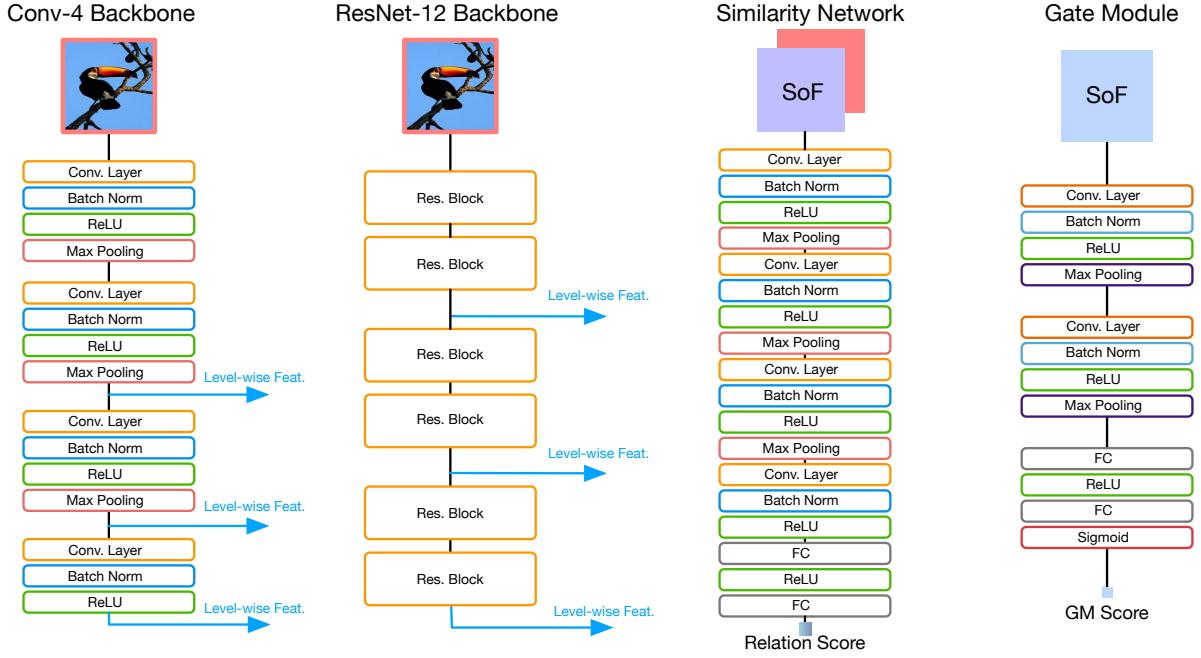 Conv-4 Backbone
Conv. Layer
Batch Norm
ReLU
Max Pooling
Conv. Layer
Batch Norm
ReLU
Max Pooling
Level-wise Feat.
Conv. Layer
Batch Norm
ReLU
Max Pooling
Level-wise Feat.
Conv. Layer
Batch Norm
ReLU
Level-wise Feat.
ResNet-12 Backbone
Res. Block
Res. Block
Level-wise Feat.
Res. Block
Res. Block
Level-wise Feat.
Res. Block
Res. Block
Level-wise Feat.
Similarity Network
SoF
Conv. Layer
Batch Norm
ReLU
Max Pooling
Conv. Layer
Batch Norm
ReLU
Max Pooling
Conv. Layer
Batch Norm
ReLU
Max Pooling
Conv. Layer
Batch Norm
ReLU
FC
ReLU
FC
Relation Score
Gate Module
SoF
Conv. Layer
Batch Norm
ReLU
Max Pooling
Conv. Layer
Batch Norm
ReLU
Max Pooling
FC
ReLU
FC
Sigmoid
GM Score